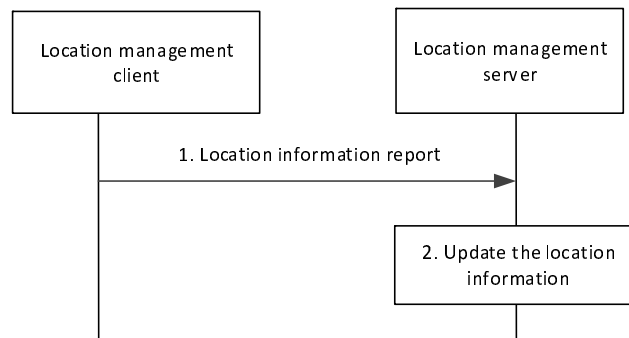 Location management
client
Location management
server
1. Location information report
2. Update the location
information